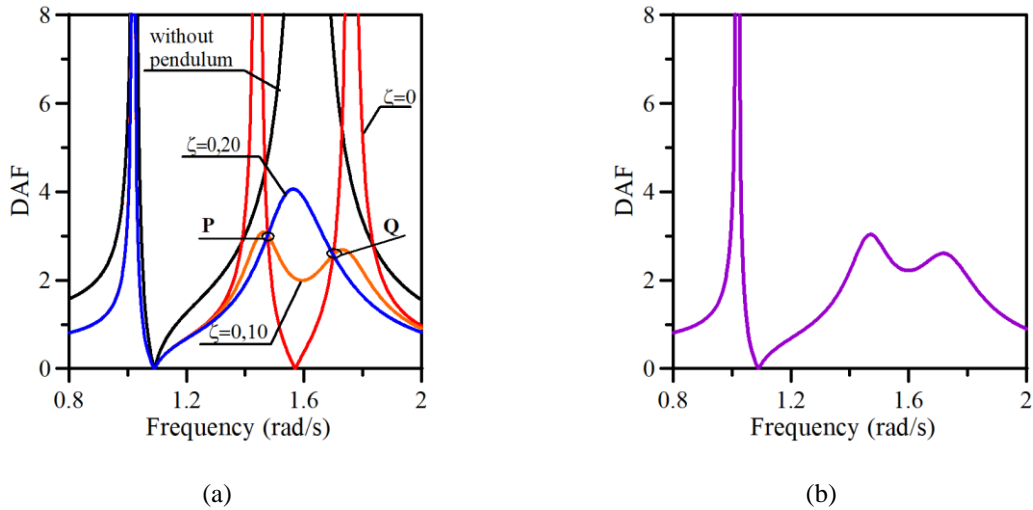 8
without
pendulum
6
ζ=0
ζ=0,20
DAF
4
P
Q
2
ζ=0,10
0
0.8
1.2
1.6
2
Frequency (rad/s)
(a)
8
6
DAF
4
2
0
0.8
1.2
1.6
2
Frequency (rad/s)
(b)